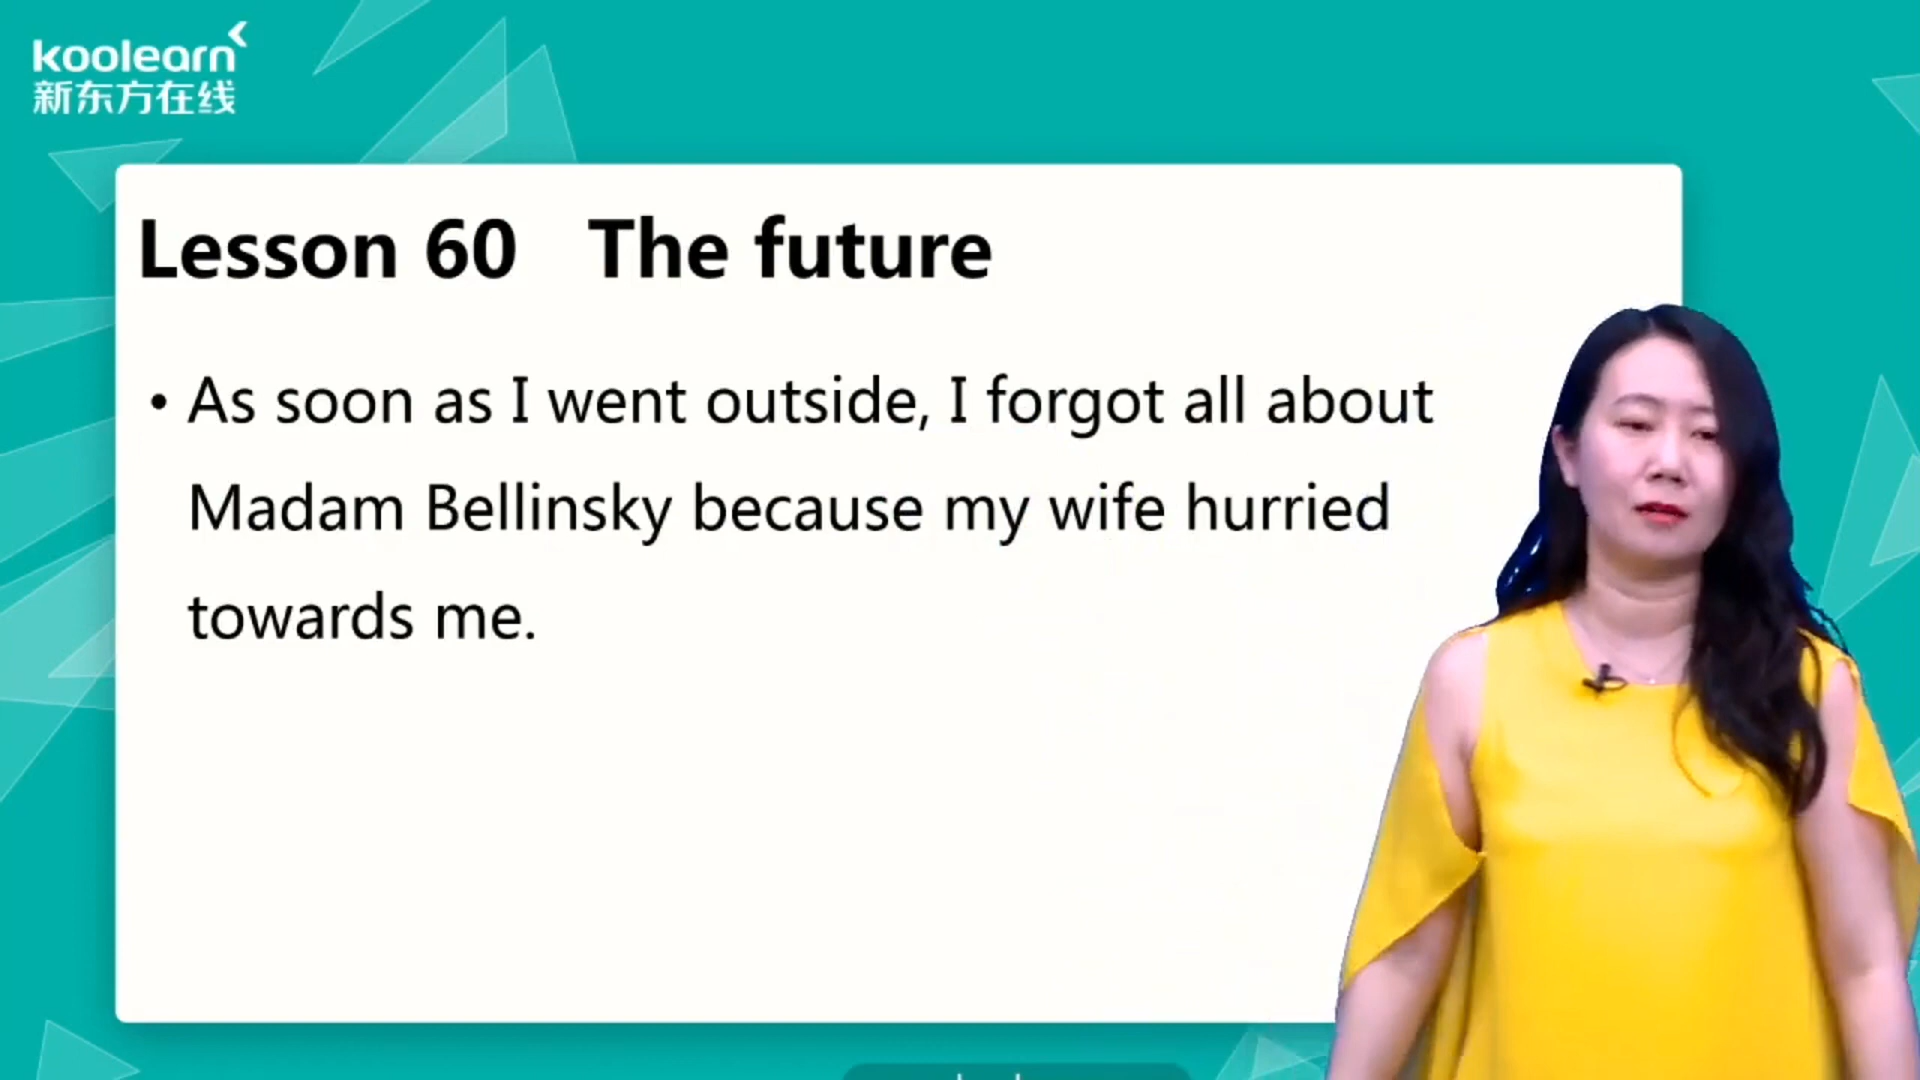 koolearn
新东方在线
Lesson 60 The future
• As soon as I went outside, I forgot all about
Madam Bellinsky because my wife hurried
towards me.